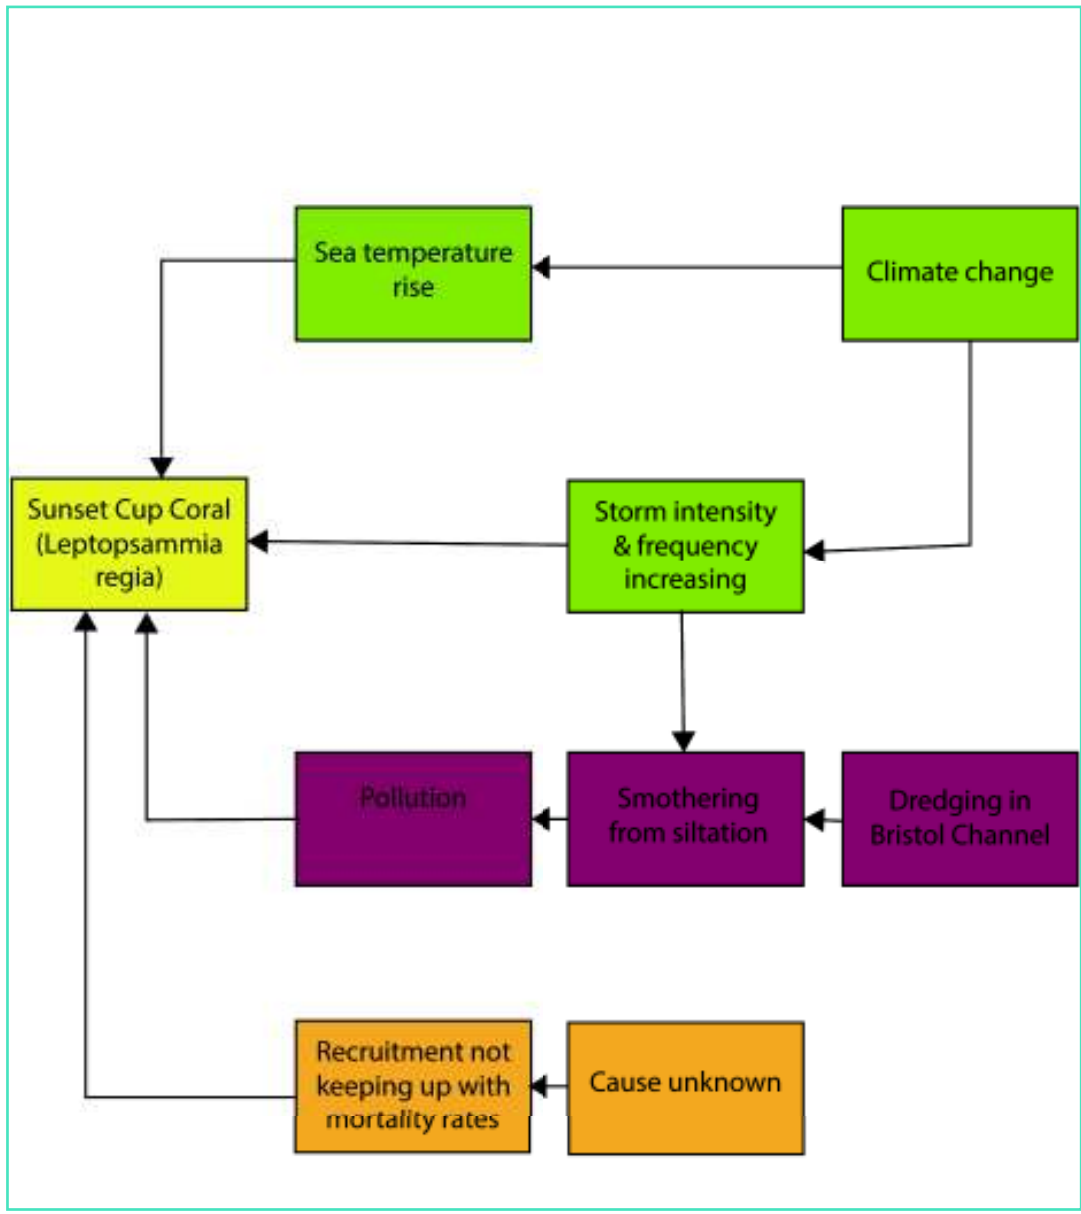 Sea temperature
rise
Climate change
Sunset Cup Coral
(Leptopsammia
regia)
Storm intensity
& frequency
increasing
Pollution
Smothering
from siltation
Dredging in
Bristol Channel
Recruitment not
keeping up with
mortality rates
Cause unknown